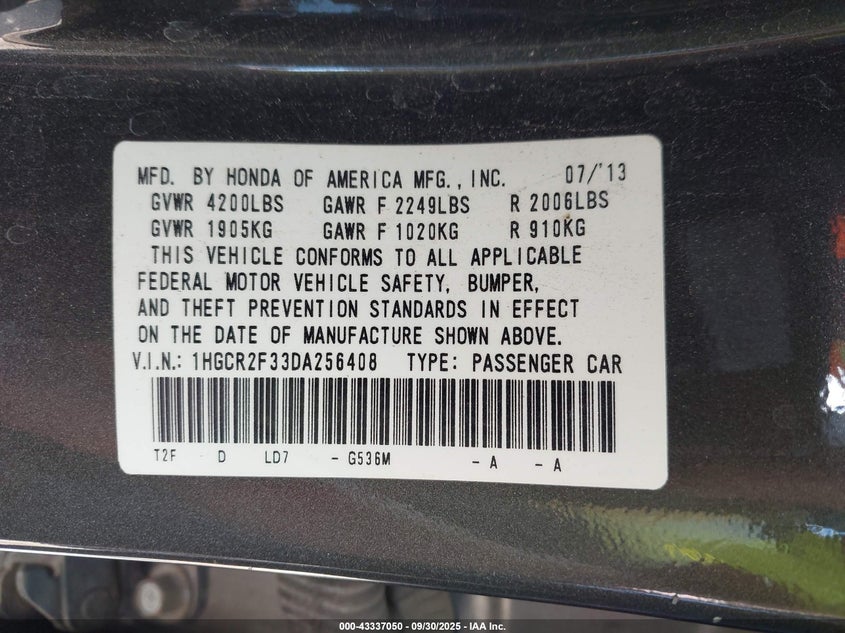 MFD. BY HONDA OF AMERICA MFG., INC. 07/'13
GVWR 4200LBS GAWR F 2249LBS R 2006LBS
GVWR 1905KG GAWR F 1020KG R 910KG
THIS VEHICLE CONFORMS TO ALL APPLICABLE
FEDERAL MOTOR VEHICLE SAFETY, BUMPER,
AND THEFT PREVENTION STANDARDS IN EFFECT
ON THE DATE OF MANUFACTURE SHOWN ABOVE.
V.I.N.: 1HGCR2F33DA256408 TYPE: PASSENGER CAR
T2F D LD7 - G536M - A - A
000-43337050 - 09/30/2025 - IAA Inc.